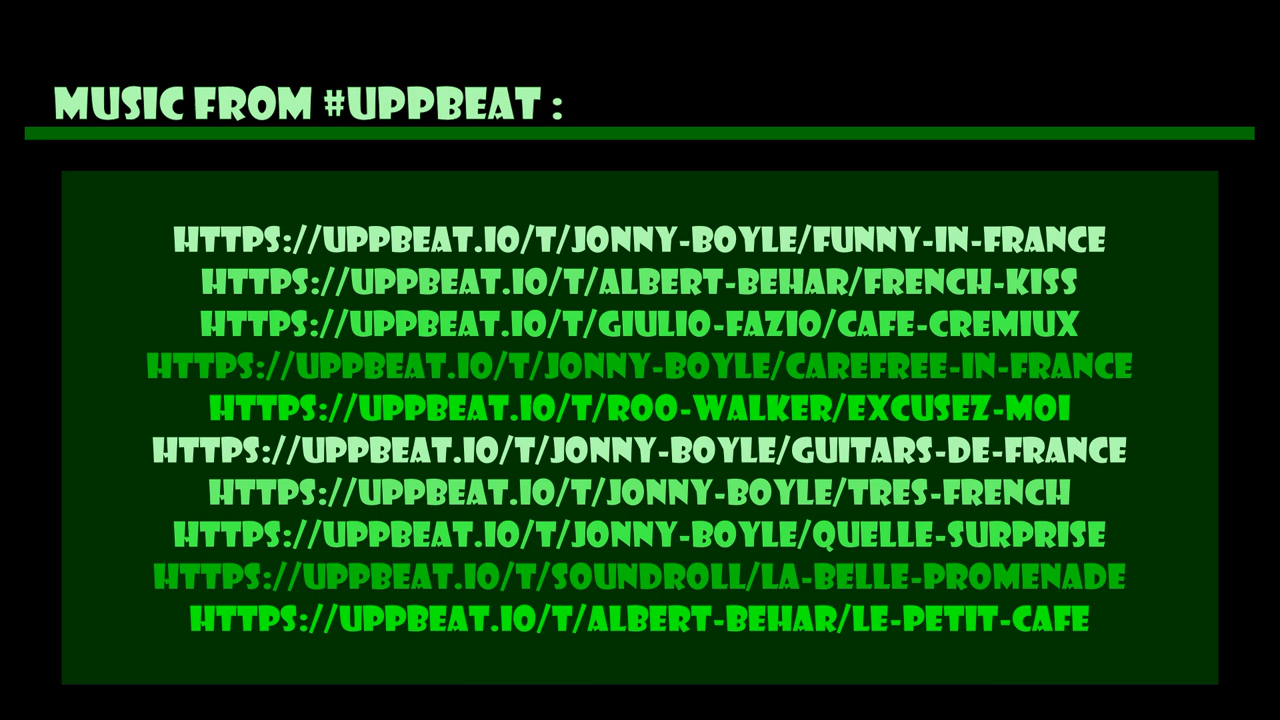 MUSIC FROM #UPPBEAT :
HTTPS://UPPBEAT.IO/T/JONNY-BOYLE/FUNNY-IN-FRANCE
HTTPS://UPPBEAT.IO/T/ALBERT-BEHAR/FRENCH-KISS
HTTPS://UPPBEAT.IO/T/GIULIO-FAZIO/CAFE-CREMIUX
HTTPS://UPPBEAT.IO/T/JONNY-BOYLE/CAREFREE-IN-FRANCE
HTTPS://UPPBEAT.IO/T/ROO-WALKER/EXCUSEZ-MOI
HTTPS://UPPBEAT.IO/T/JONNY-BOYLE/GUITARS-DE-FRANCE
HTTPS://UPPBEAT.IO/T/JONNY-BOYLE/TRES-FRENCH
HTTPS://UPPBEAT.IO/T/JONNY-BOYLE/QUELLE-SURPRISE
HTTPS://UPPBEAT.IO/T/SOUNDROLL/LA-BELLE-PROMENADE
HTTPS://UPPBEAT.IO/T/ALBERT-BEHAR/LE-PETIT-CAFE